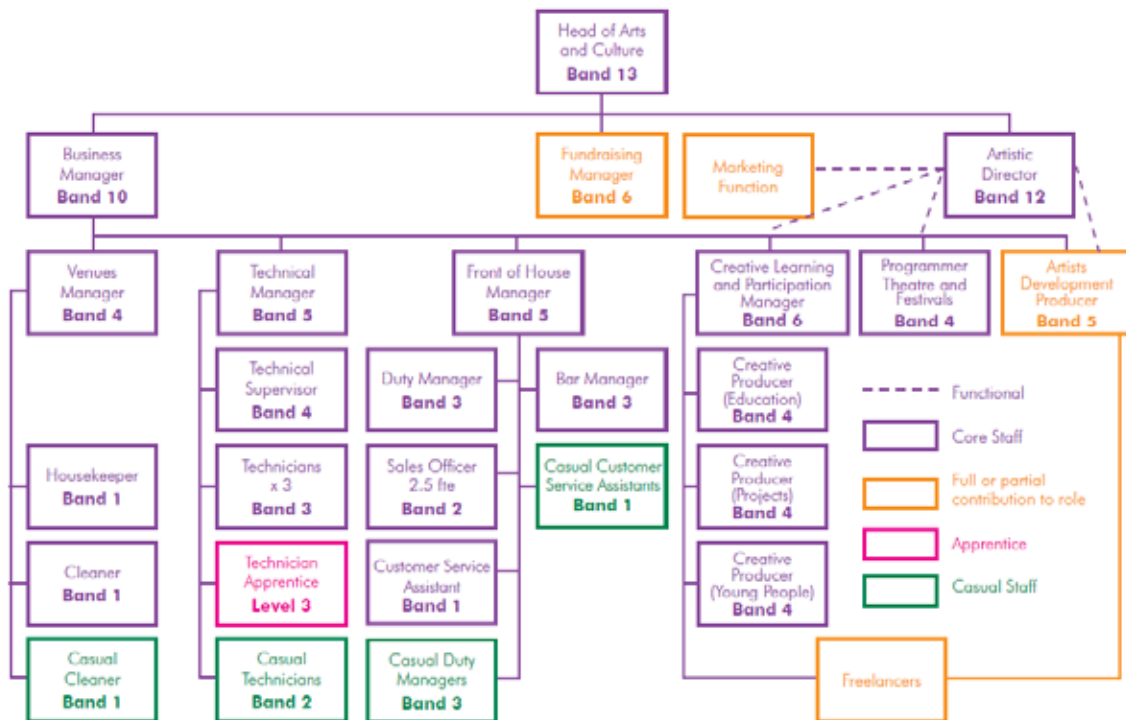 Head of Arts
and Culture
Band 13
Business
Manager
Band 10
Fundraising
Manager
Band 6
Marketing
Function
Artistic
Director
Band 12
Venues
Manager
Band 4
Technical
Manager
Band 5
Front of House
Manager
Band 5
Creative Learning
and Participation
Manager
Band 6
Programmer
Theatre and
Festivals
Band 4
Artists
Development
Producer
Band 5
Technical
Supervisor
Band 4
Duty Manager
Band 3
Bar Manager
Band 3
Creative
Producer
(Education)
Band 4
Functional
Core Staff
Housekeeper
Band 1
Technicians
x 3
Band 3
Sales Officer
2.5 fte
Band 2
Casual Customer
Service Assistants
Band 1
Creative
Producer
(Projects)
Band 4
Full or partial
contribution to role
Cleaner
Band 1
Technician
Apprentice
Level 3
Customer Service
Assistant
Band 1
Creative
Producer
(Young People)
Band 4
Apprentice
Casual Staff
Casual
Cleaner
Band 1
Casual
Technicians
Band 2
Casual Duty
Managers
Band 3
Freelancers